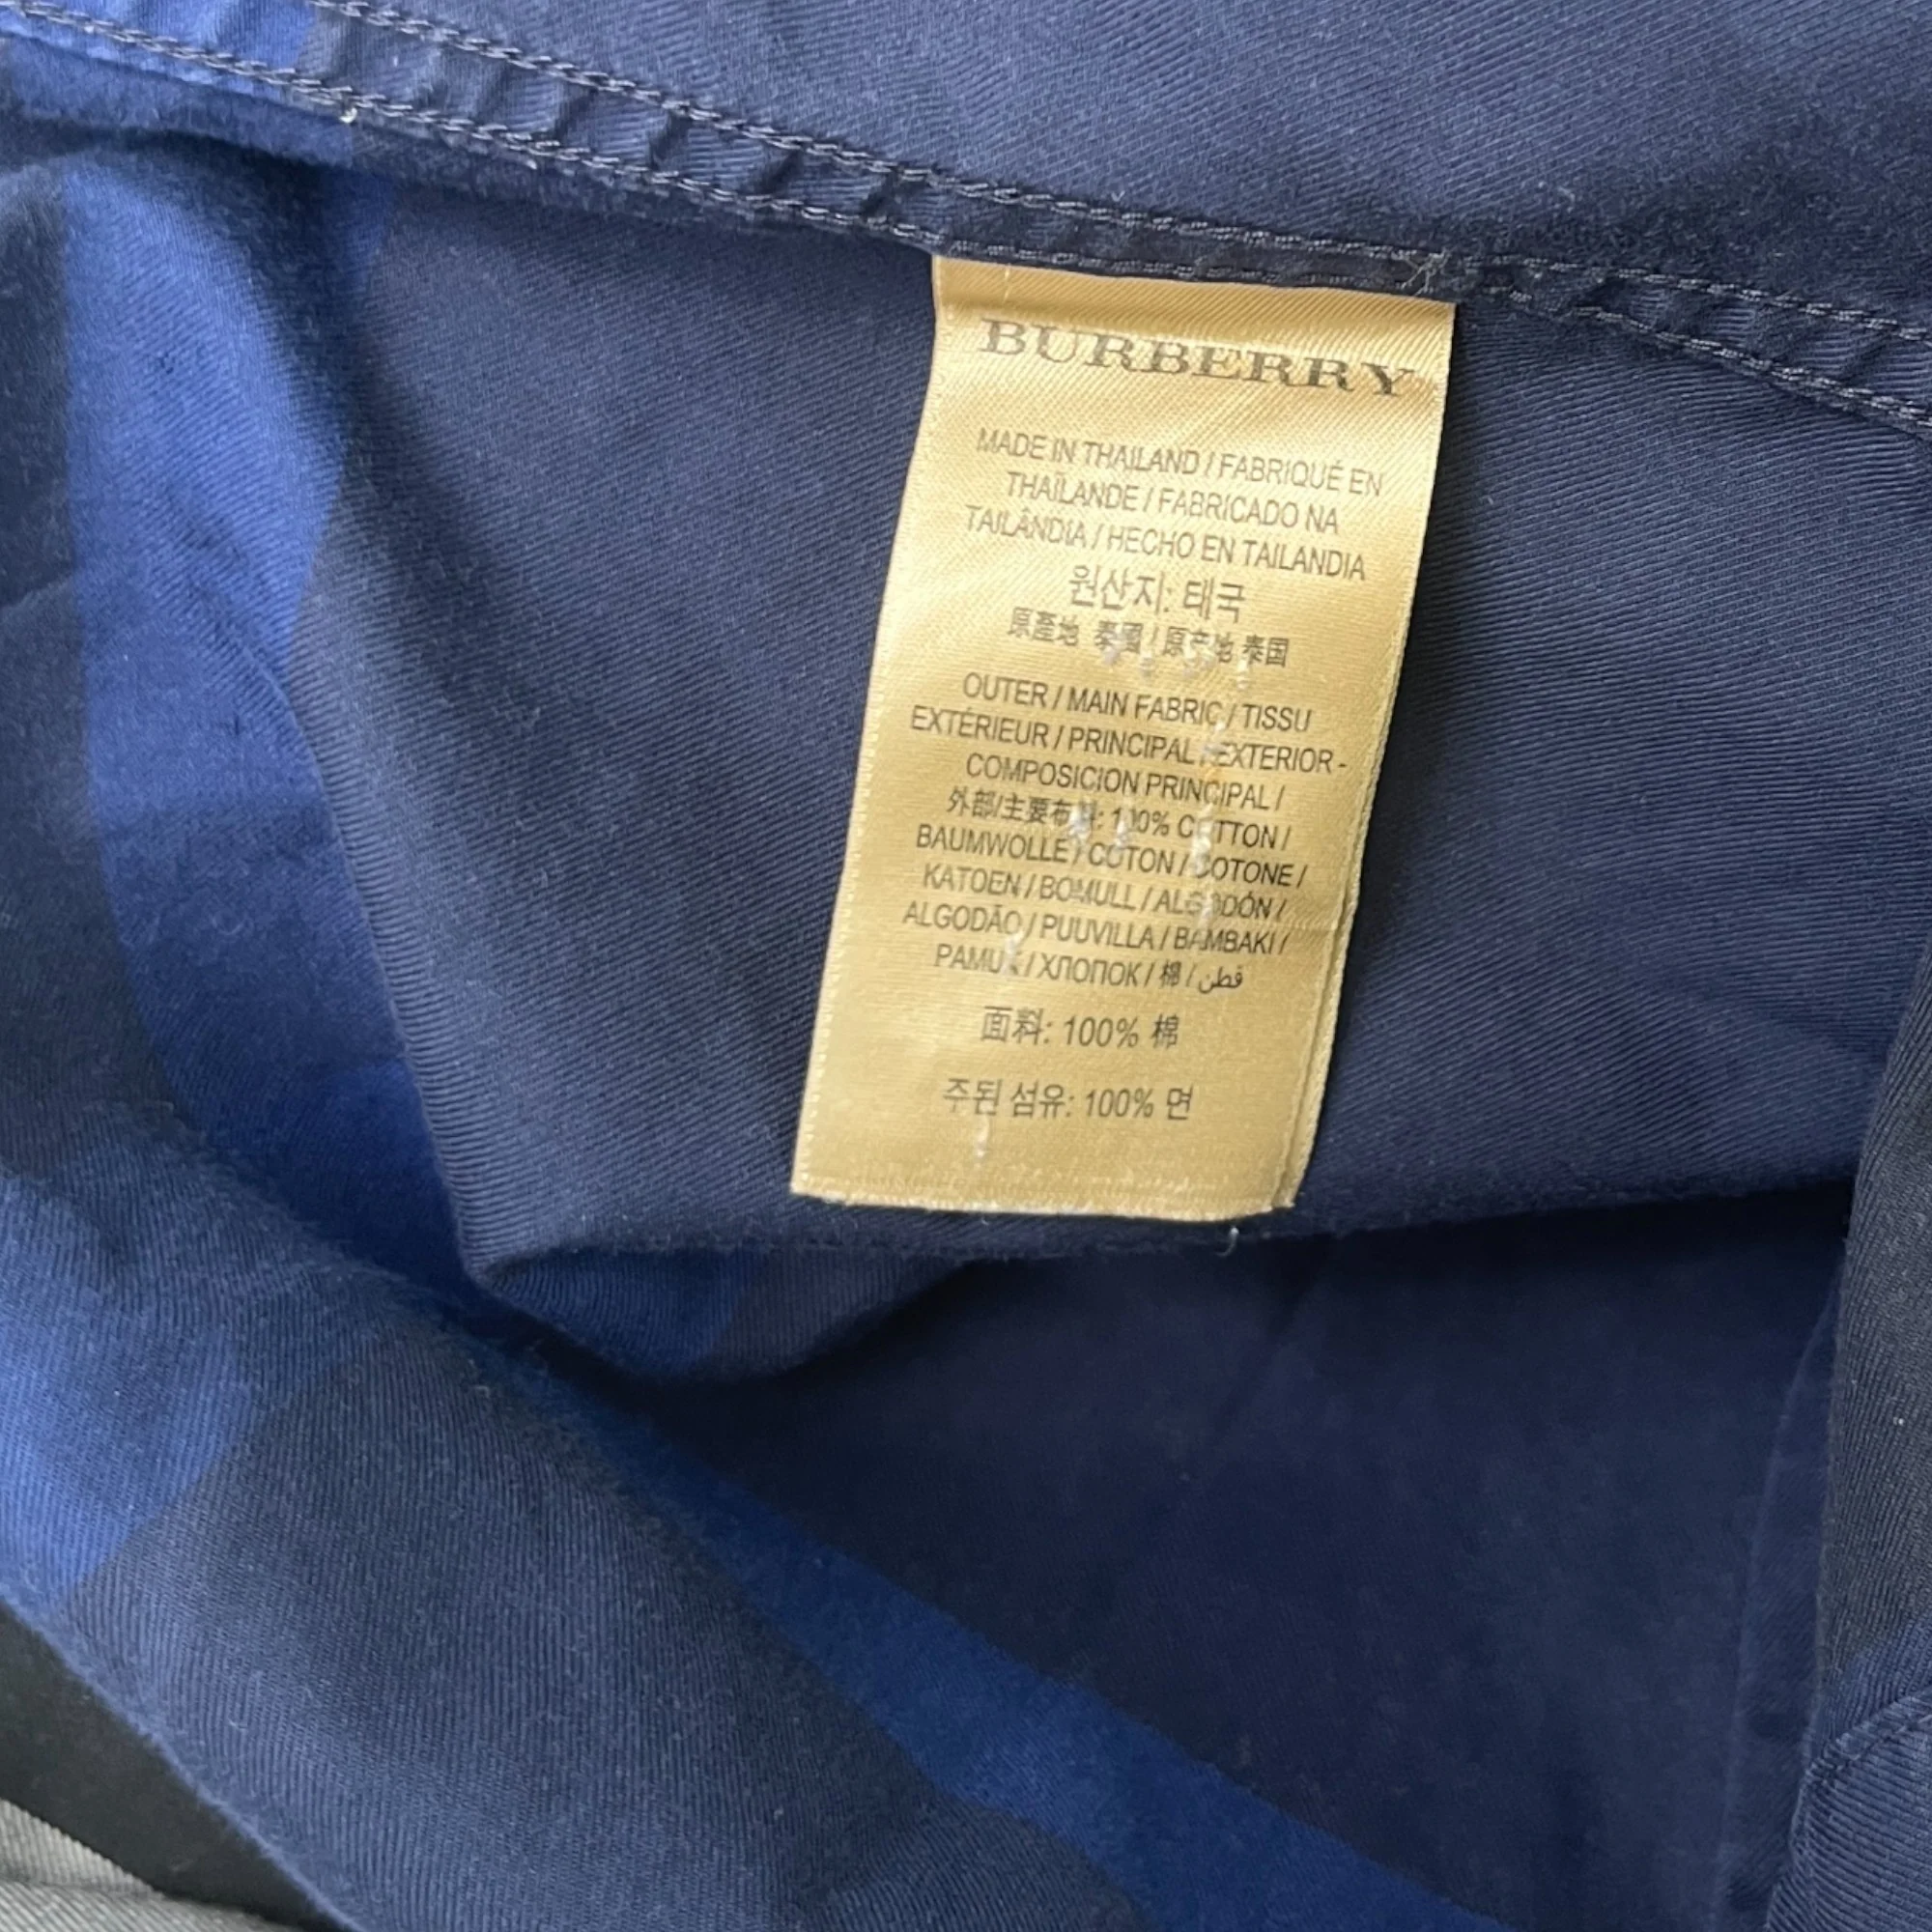 BURBERRY
MADE IN THAILAND / FABRIQUÉ EN
THAÏLANDE / FABRICADO NA
TAILÂNDIA / HECHO EN TAILANDIA
원산지: 태국
原產地 泰國 / 原产地 泰国
OUTER / MAIN FABRIC / TISSU
EXTÉRIEUR / PRINCIPAL / EXTERIOR -
COMPOSICION PRINCIPAL /
外部/主要布料: 100% COTTON /
BAUMWOLLE / COTON / COTONE /
KATOEN / BOMULL / ALGODÓN /
ALGODÃO / PUUVILLA / BAMBAKI /
PAMUK / ХЛОПОК / 棉 / قطن
面料: 100% 棉
주된 섬유: 100% 면